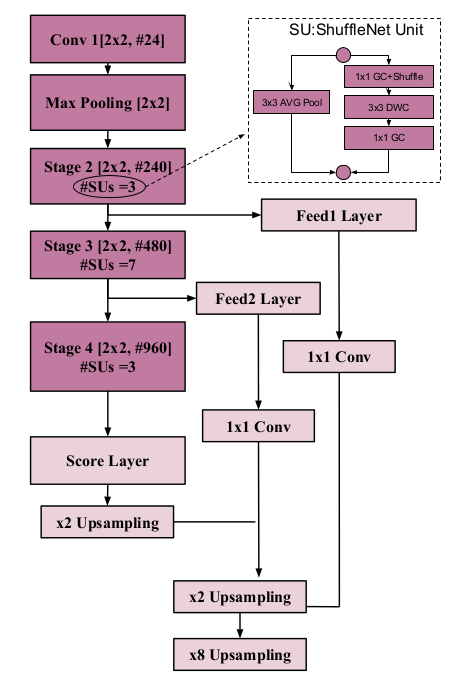 Conv 1[2x2, #24]
Max Pooling [2x2]
Stage 2 [2x2, #240]
#SUs =3
SU:ShuffleNet Unit
1x1 GC+Shuffle
3x3 AVG Pool
3x3 DWC
1x1 GC
Feed1 Layer
Stage 3 [2x2, #480]
#SUs =7
Feed2 Layer
Stage 4 [2x2, #960]
#SUs =3
1x1 Conv
1x1 Conv
Score Layer
x2 Upsampling
x2 Upsampling
x8 Upsampling